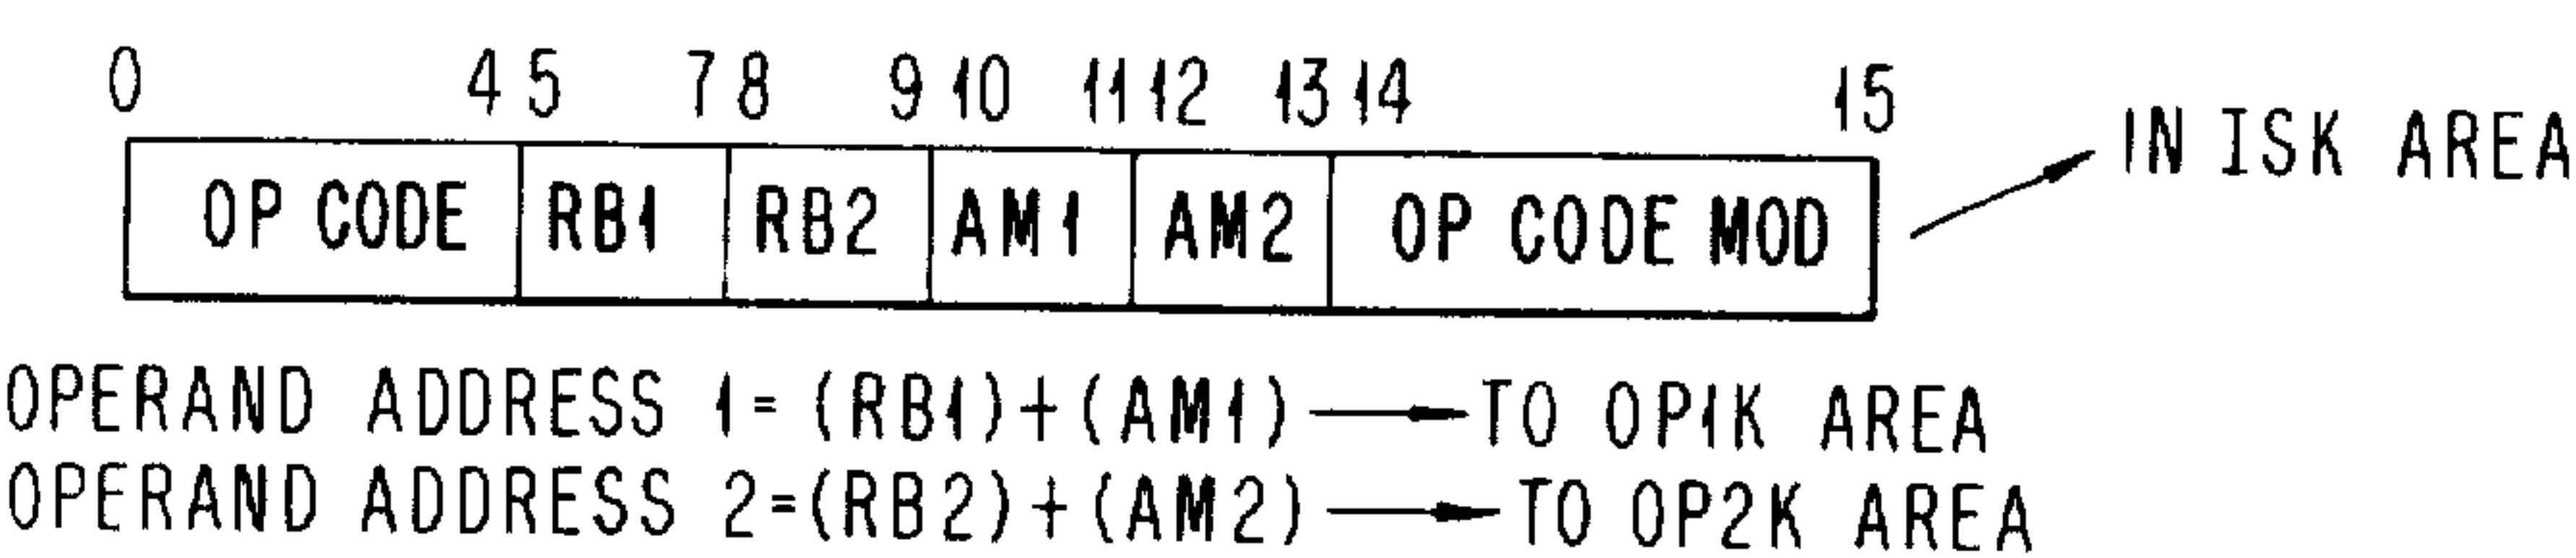 0 4 5 7 8 9 10 11 12 13 14 15
IN ISK AREA
OP CODE RB1 RB2 AM1 AM2 OP CODE MOD
OPERAND ADDRESS 1=(RB1)+(AM1)→TO OP1K AREA
OPERAND ADDRESS 2=(RB2)+(AM2)→TO OP2K AREA